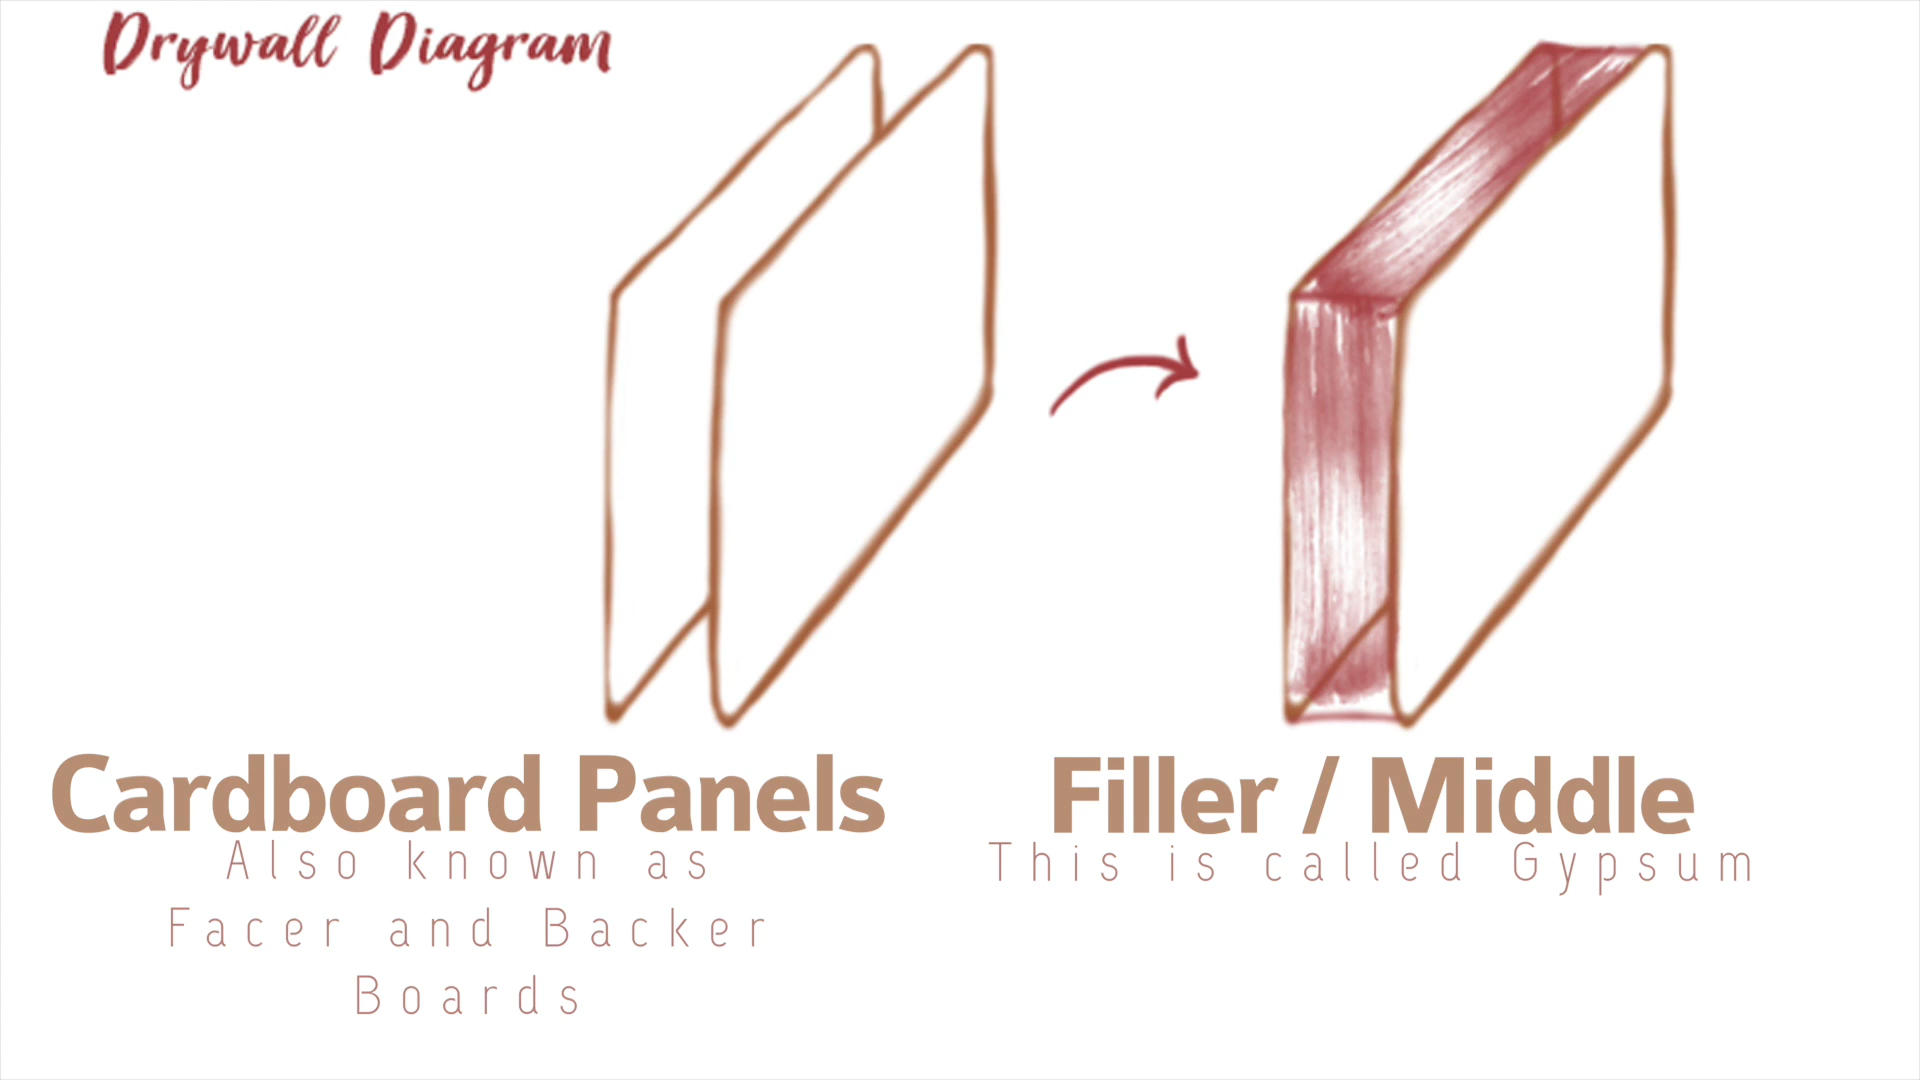 Drywall Diagram
Cardboard Panels
Also known as
Facer and Backer
Boards
Filler / Middle
This is called Gypsum